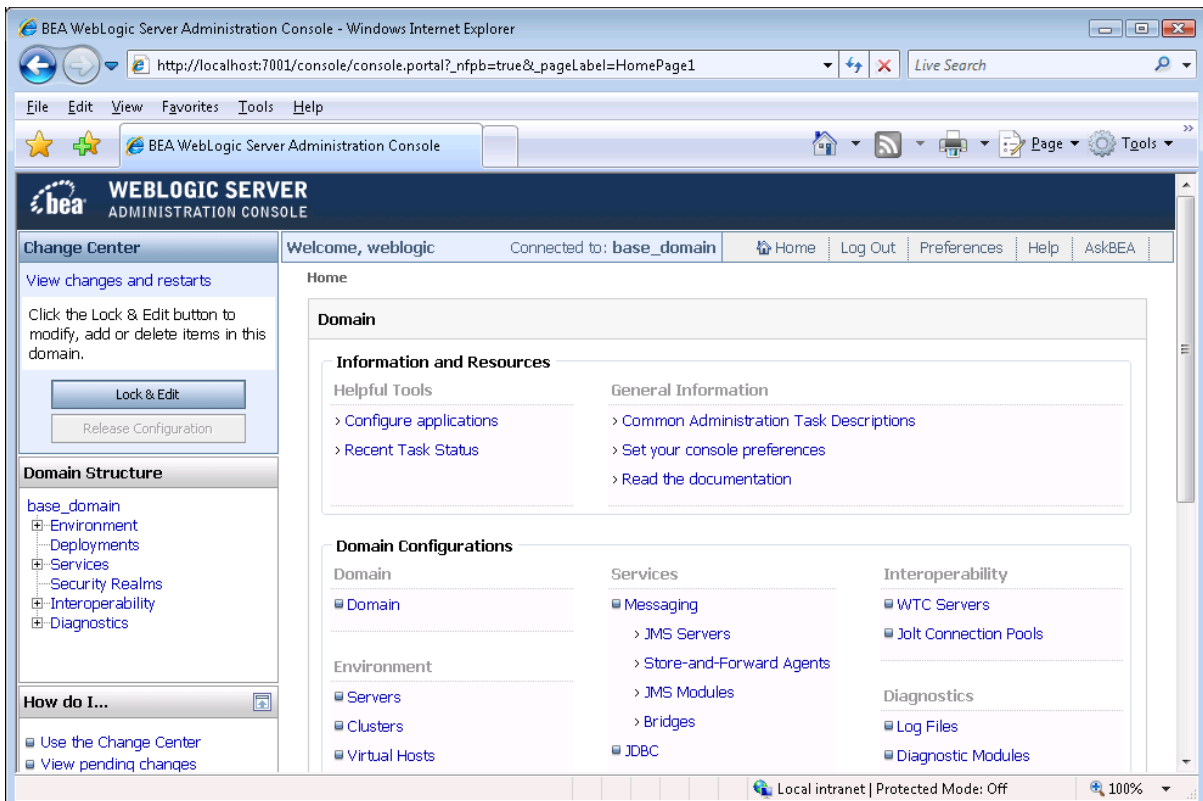 BEA WebLogic Server Administration Console - Windows Internet Explorer
http://localhost:7001/console/console.portal?_nfpb=true&_pageLabel=HomePage1
Live Search
File Edit View Favorites Tools Help
BEA WebLogic Server Administration Console
Page Tools
bea
WEBLOGIC SERVER
ADMINISTRATION CONSOLE
Change Center
View changes and restarts
Click the Lock & Edit button to
modify, add or delete items in this
domain.
Lock & Edit
Release Configuration
Domain Structure
base_domain
Environment
Deployments
Services
Security Realms
Interoperability
Diagnostics
How do I...
Use the Change Center
View pending changes
Welcome, weblogic
Connected to: base_domain
Home Log Out Preferences Help AskBEA
Home
Domain
Information and Resources
Helpful Tools
> Configure applications
> Recent Task Status
General Information
> Common Administration Task Descriptions
> Set your console preferences
> Read the documentation
Domain Configurations
Domain
Domain
Environment
Servers
Clusters
Virtual Hosts
Services
Messaging
> JMS Servers
> Store-and-Forward Agents
> JMS Modules
> Bridges
JDBC
Interoperability
WTC Servers
Jolt Connection Pools
Diagnostics
Log Files
Diagnostic Modules
Local intranet | Protected Mode: Off
100%